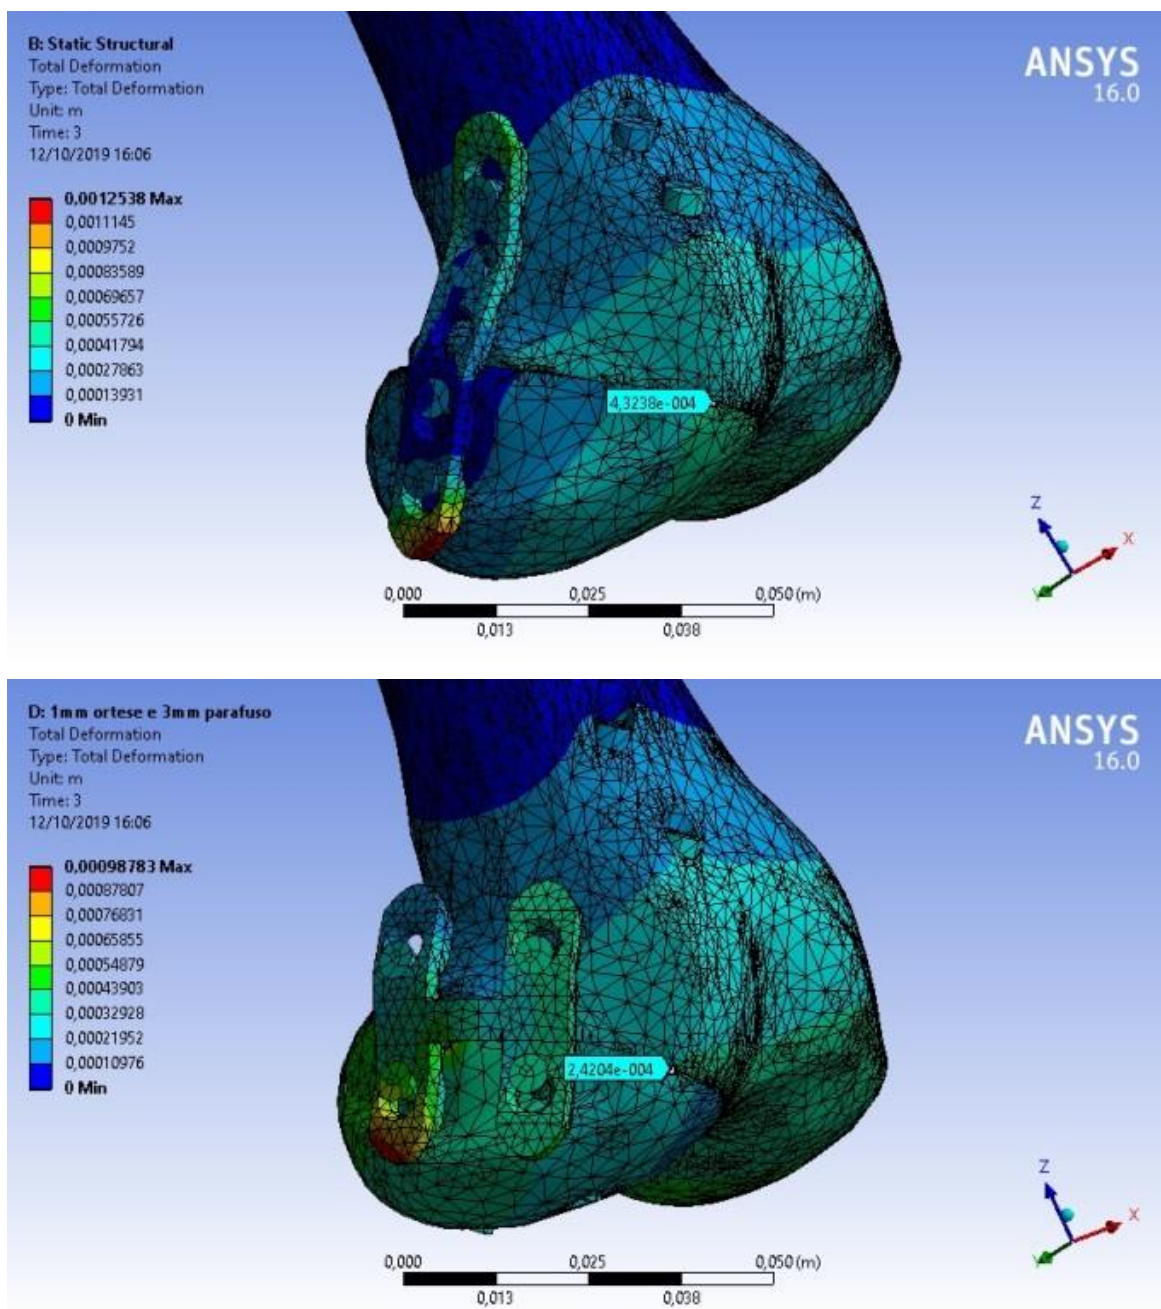 B: Static Structural
Total Deformation
Type: Total Deformation
Unit: m
Time: 3
12/10/2019 16:06
ANSYS
16.0
0,0012538 Max
0,0011145
0,0009752
0,00083589
0,00069657
0,00055726
0,00041794
0,00027863
0,00013931
0 Min
4,3238e-004
Z
X
Y
0,000 0,025 0,050 (m)
0,013 0,038
D: 1mm ortese e 3mm parafuso
Total Deformation
Type: Total Deformation
Unit: m
Time: 3
12/10/2019 16:06
ANSYS
16.0
0,00098783 Max
0,00087807
0,00076831
0,00065855
0,00054879
0,00043903
0,00032928
0,00021952
0,00010976
0 Min
2,4204e-004
Z
X
Y
0,000 0,025 0,050 (m)
0,013 0,038